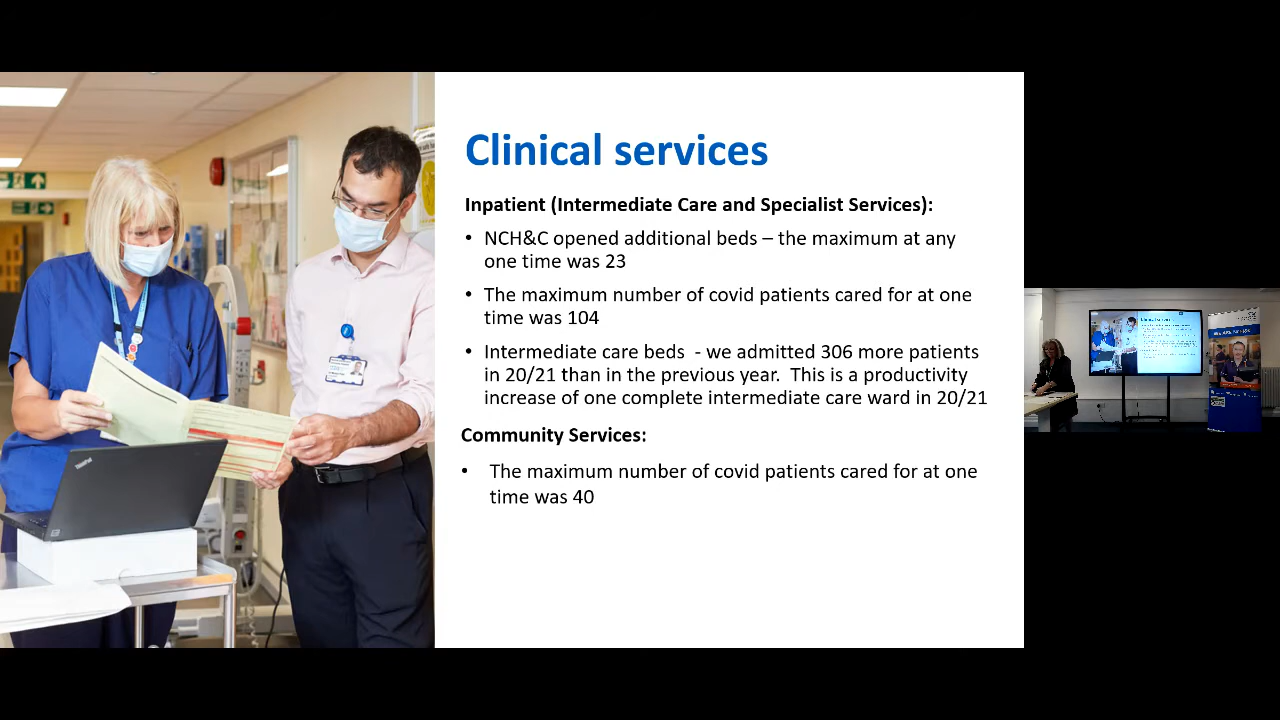 Clinical services
Inpatient (Intermediate Care and Specialist Services):
• NCH&C opened additional beds – the maximum at any
one time was 23
• The maximum number of covid patients cared for at one
time was 104
• Intermediate care beds  - we admitted 306 more patients
in 20/21 than in the previous year.  This is a productivity
increase of one complete intermediate care ward in 20/21
Community Services:
• The maximum number of covid patients cared for at one
time was 40
ThinkPad
Clinical services